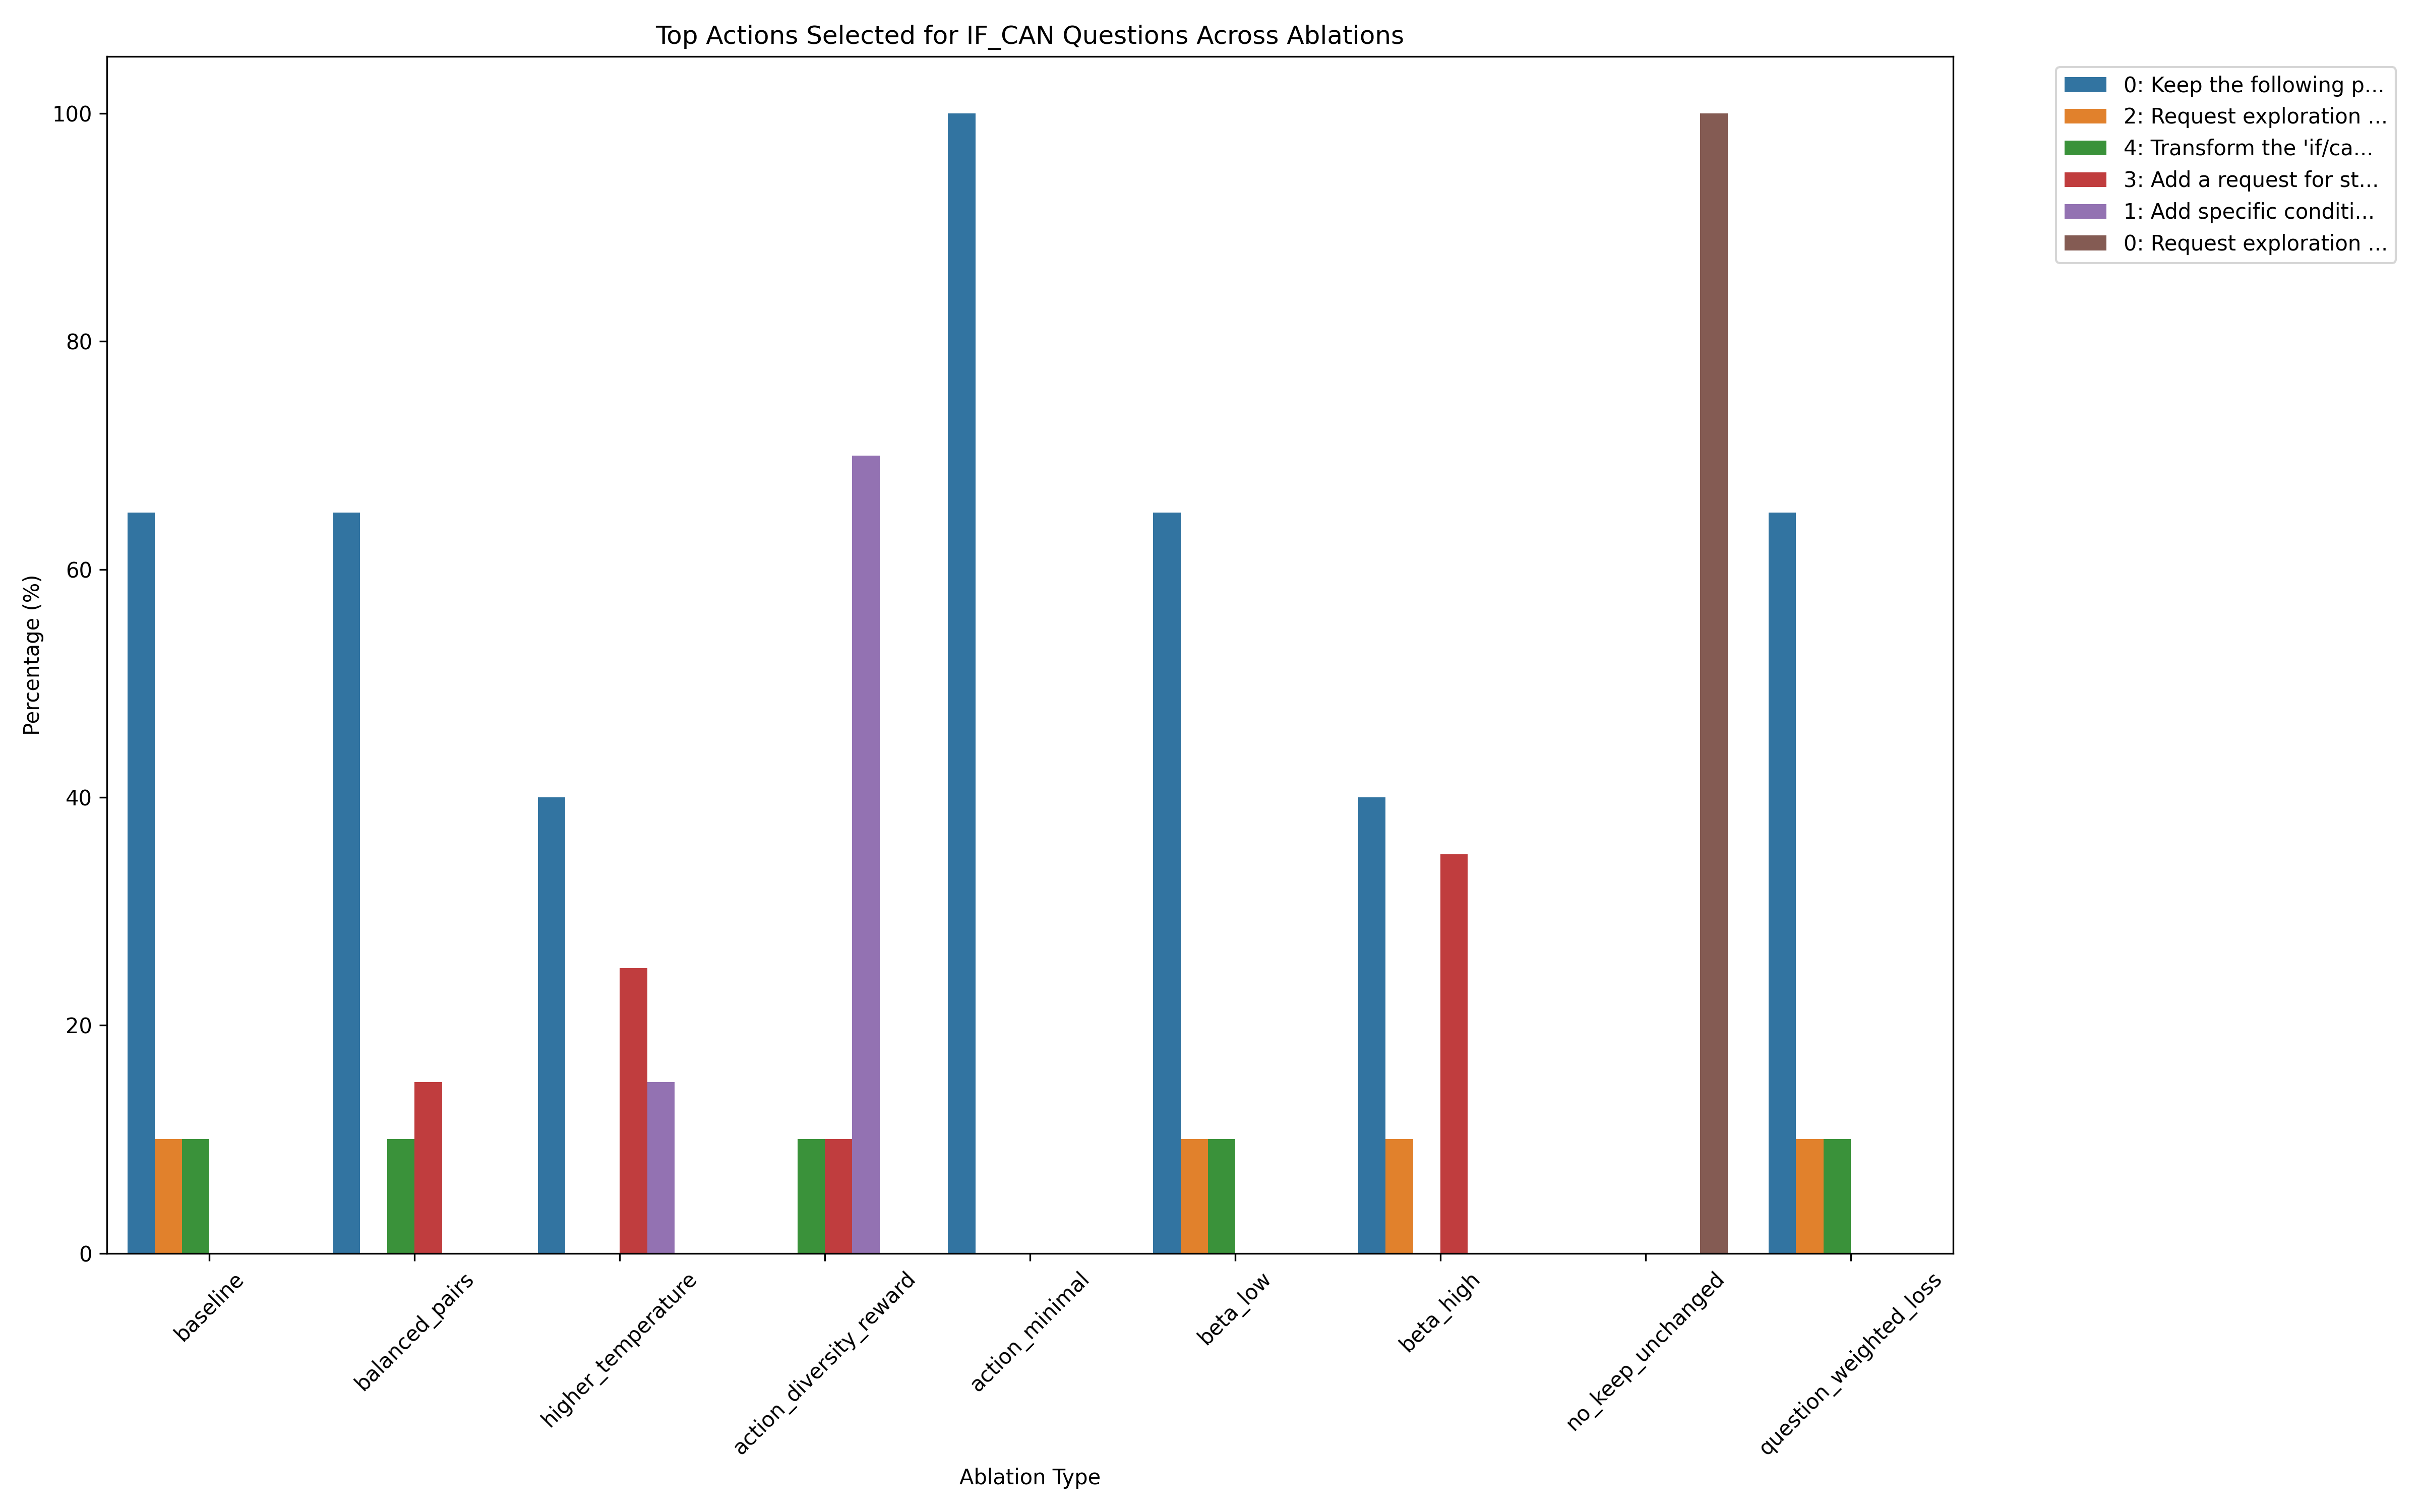 Top Actions Selected for IF_CAN Questions Across Ablations
0: Keep the following p...
2: Request exploration ...
4: Transform the 'if/ca...
3: Add a request for st...
1: Add specific conditi...
0: Request exploration ...
Percentage (%)
100
80
60
40
20
0
baseline
balanced_pairs
higher_temperature
action_diversity_reward
action_minimal
beta_low
beta_high
no_keep_unchanged
question_weighted_loss
Ablation Type